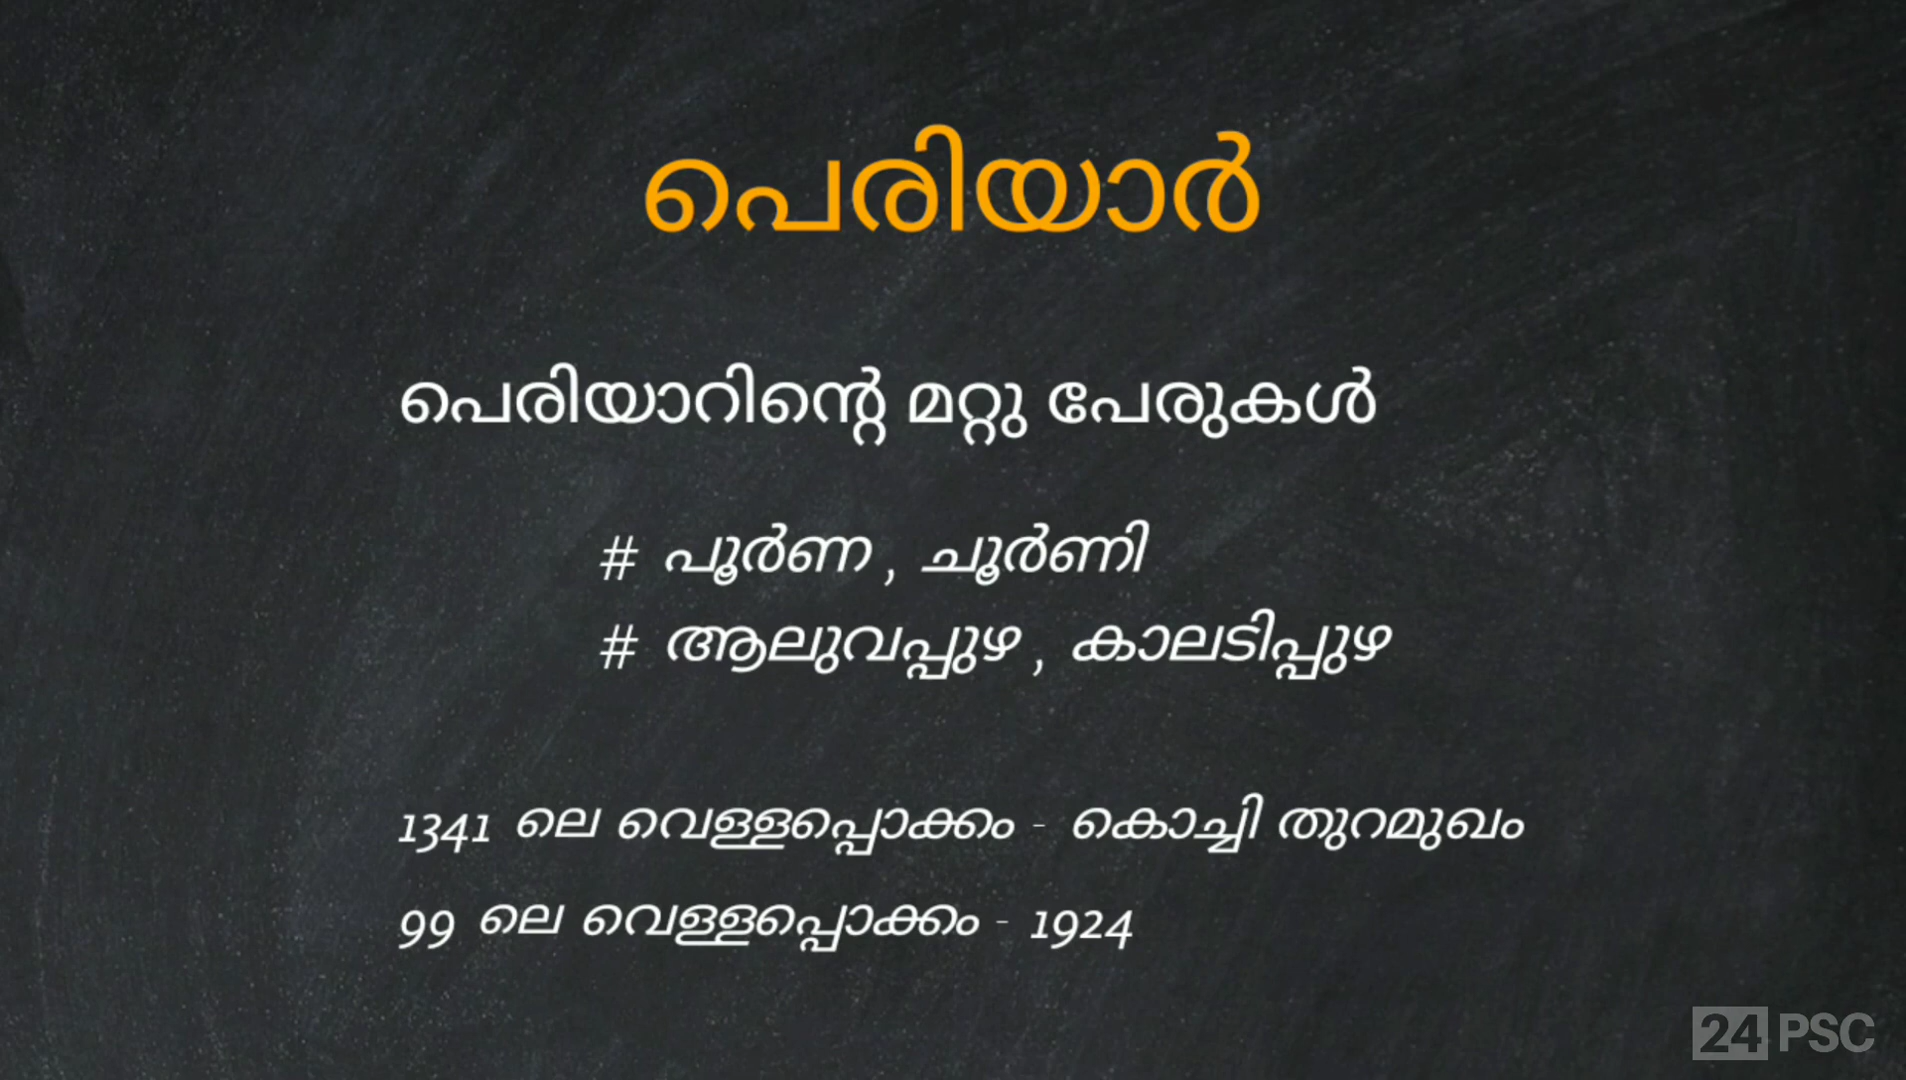 പെരിയാർ
പെരിയാറിന്റെ മറ്റു പേരുകൾ
# പൂർണ , ചൂർണി
# ആലുവപ്പുഴ , കാലടിപ്പുഴ
1341 ലെ വെള്ളപ്പൊക്കം - കൊച്ചി തുറമുഖം
99 ലെ വെള്ളപ്പൊക്കം - 1924
24 PSC